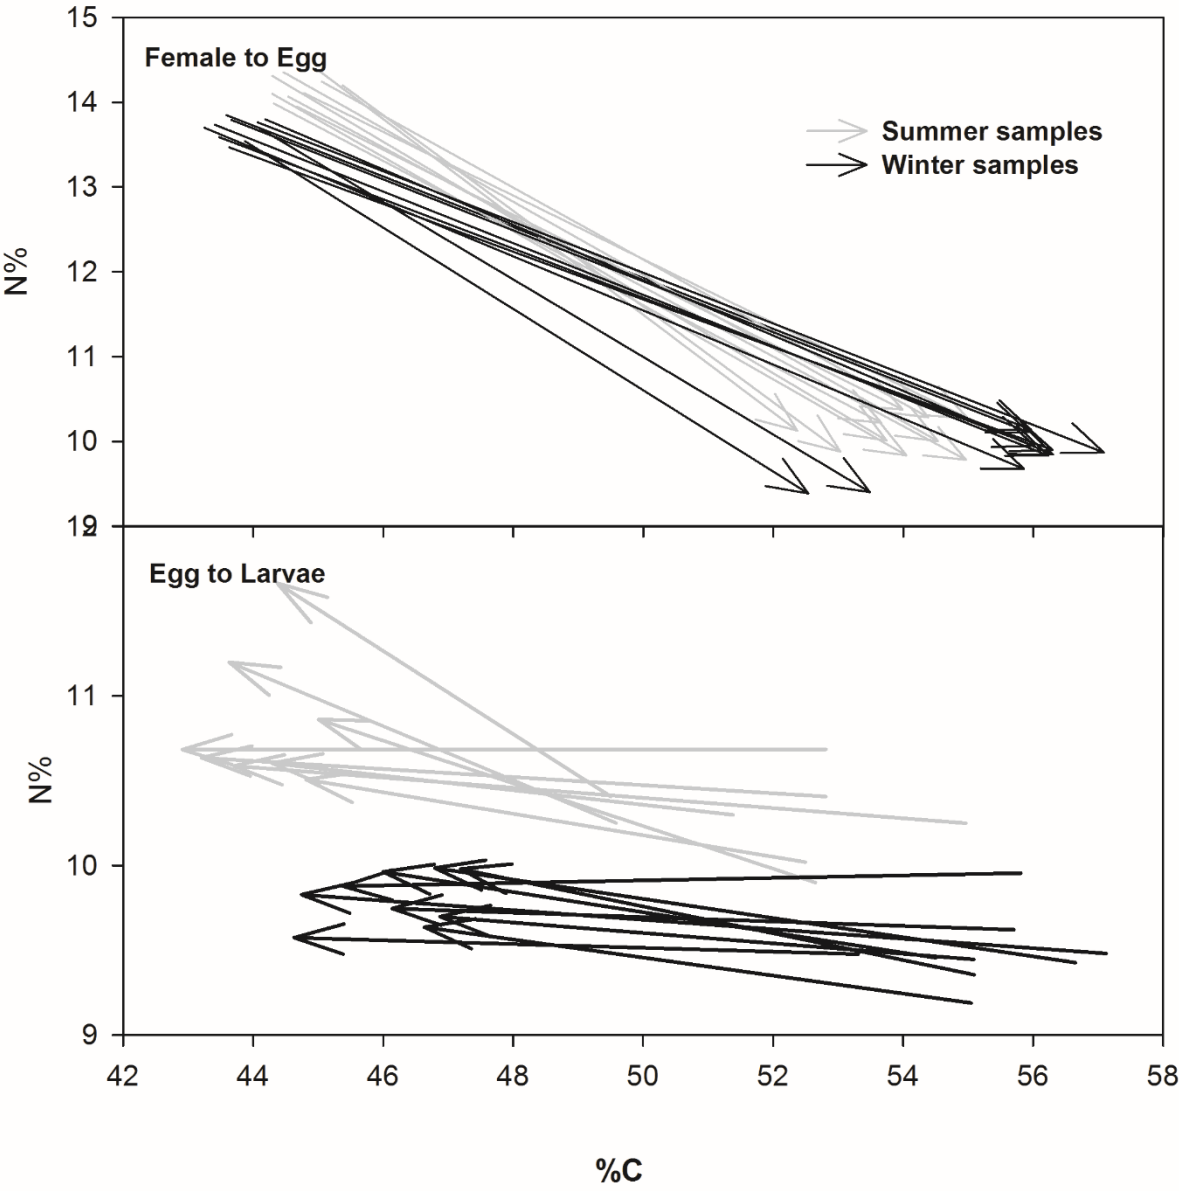 15
Female to Egg
14
Summer samples
Winter samples
13
N%
12
11
10
9
12
Egg to Larvae
11
N%
10
9
42 44 46 48 50 52 54 56 58
%C